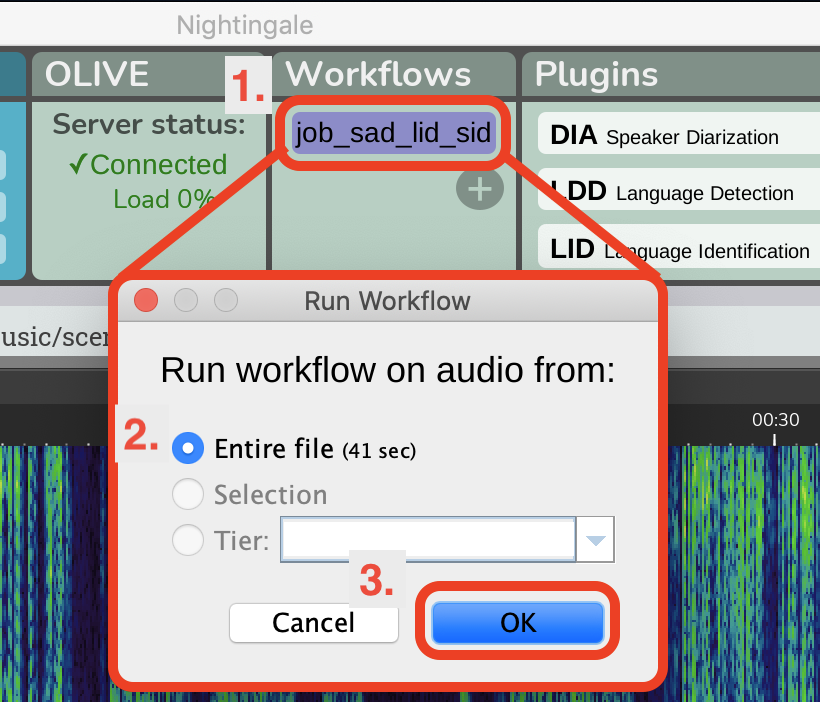 Nightingale
OLIVE
1.
Workflows
Plugins
Server status:
✓Connected
Load 0%
job_sad_lid_sid
+
DIA Speaker Diarization
LDD Language Detection
LID Language Identification
Run Workflow
usic/scen
Run workflow on audio from:
00:30
2.
Entire file (41 sec)
Selection
Tier:
3.
Cancel
OK